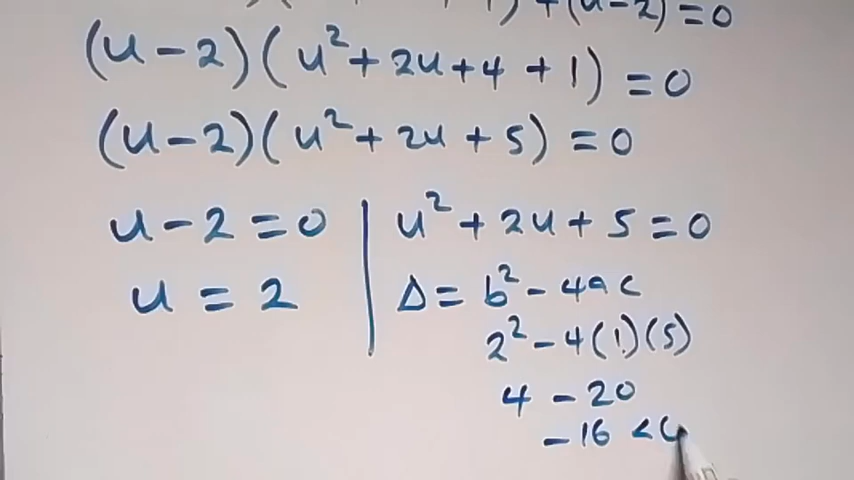 +(u-2)=0
(u-2)(u²+2u+4+1)=0
(u-2)(u²+2u+5)=0
u-2=0
u=2
u²+2u+5=0
Δ=b²-4ac
2²-4(1)(5)
4-20
-16<